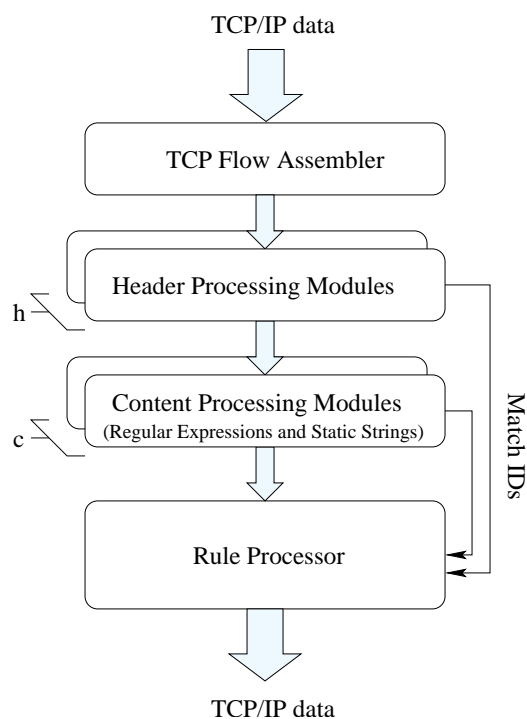 TCP/IP data
TCP Flow Assembler
Header Processing Modules
h
Content Processing Modules
(Regular Expressions and Static Strings)
c
Match IDs
Rule Processor
TCP/IP data